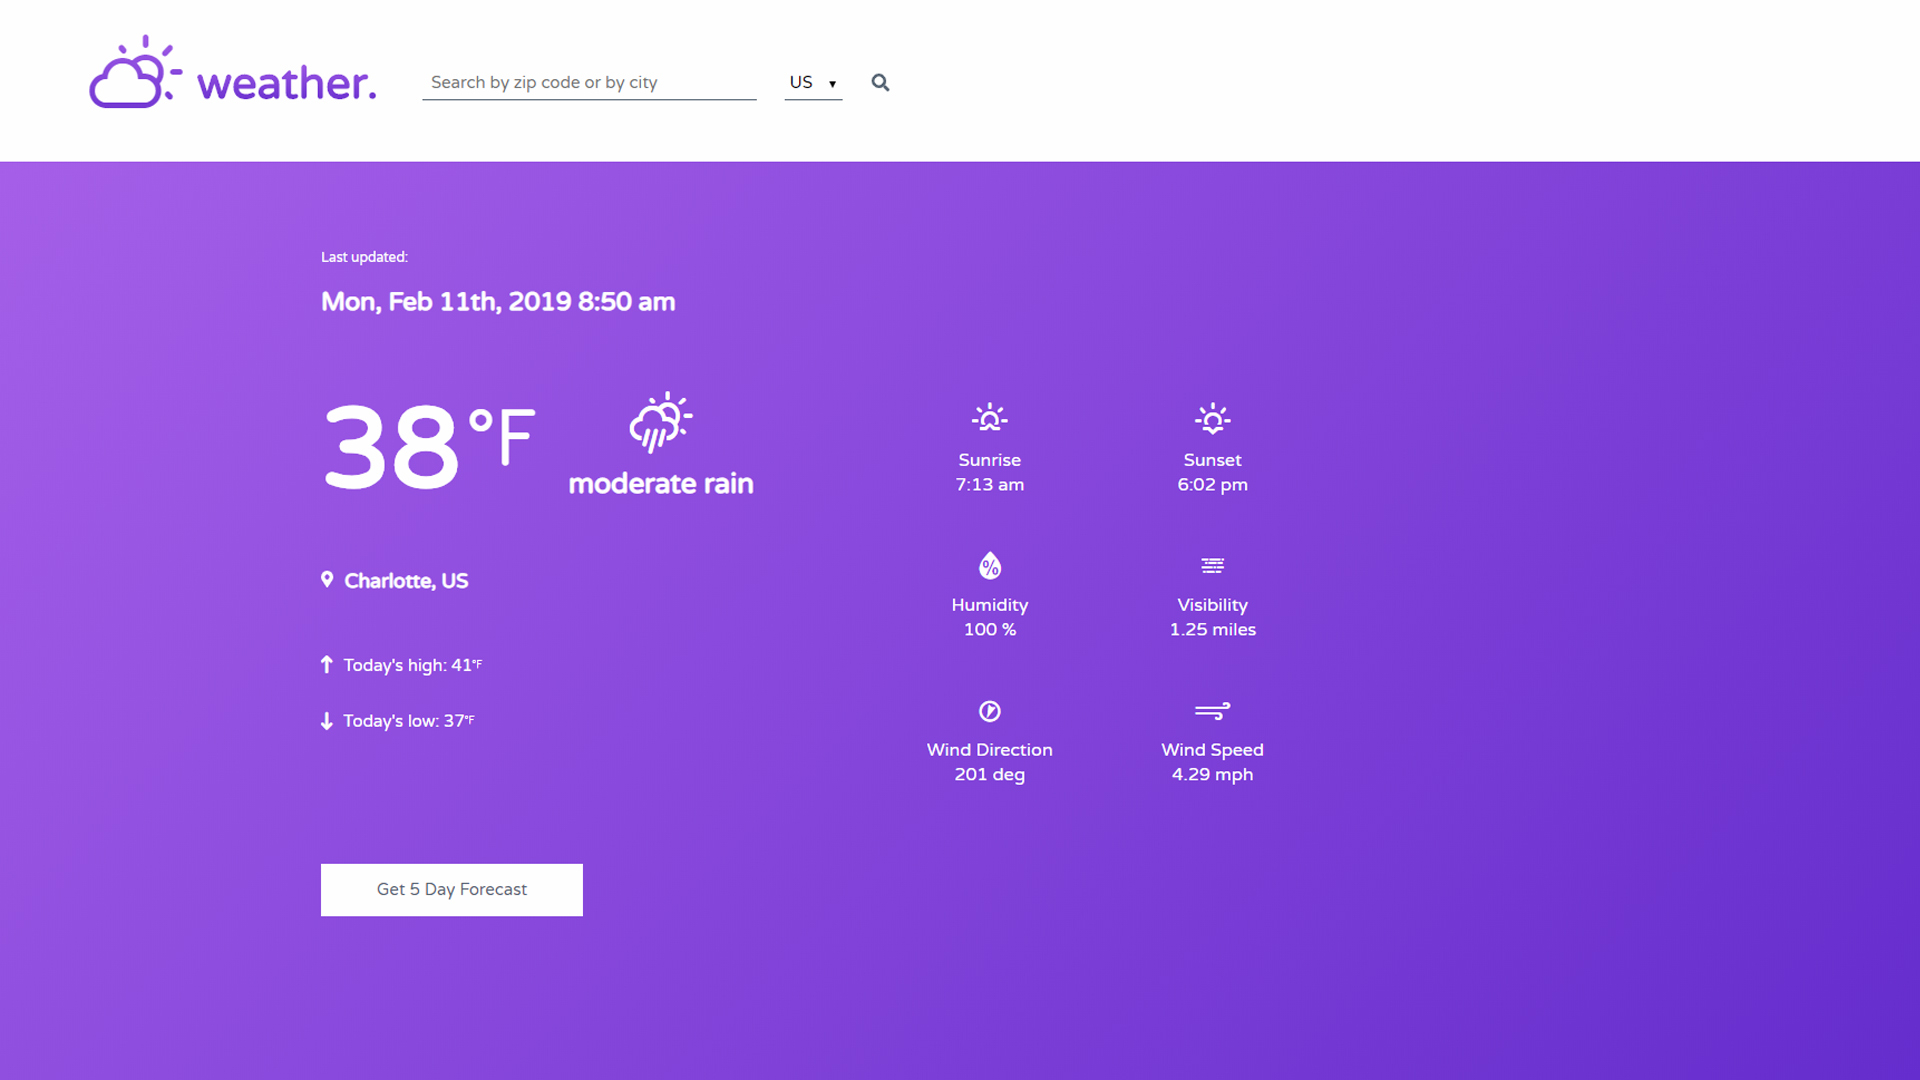 weather.
Search by zip code or by city
US
Last updated:
Mon, Feb 11th, 2019 8:50 am
38°F
moderate rain
Sunrise
7:13 am
Sunset
6:02 pm
Charlotte, US
Humidity
100 %
Visibility
1.25 miles
Today's high: 41°F
Today's low: 37°F
Wind Direction
201 deg
Wind Speed
4.29 mph
Get 5 Day Forecast